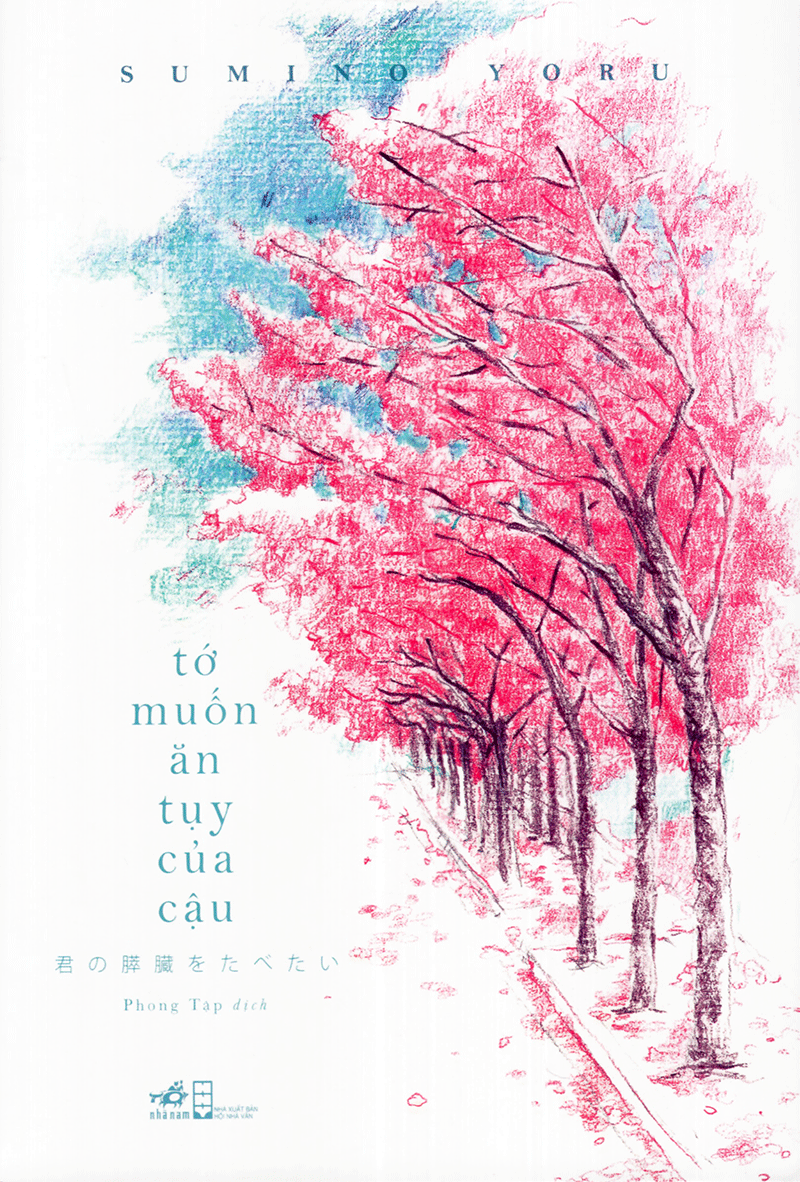 SUMINO YORU
tớ
muốn
ăn
tụy
của
cậu
君の膵臓をたべたい
Phong Tập dịch
nhã nam
NHÀ XUẤT BẢN
HỘI NHÀ VĂN